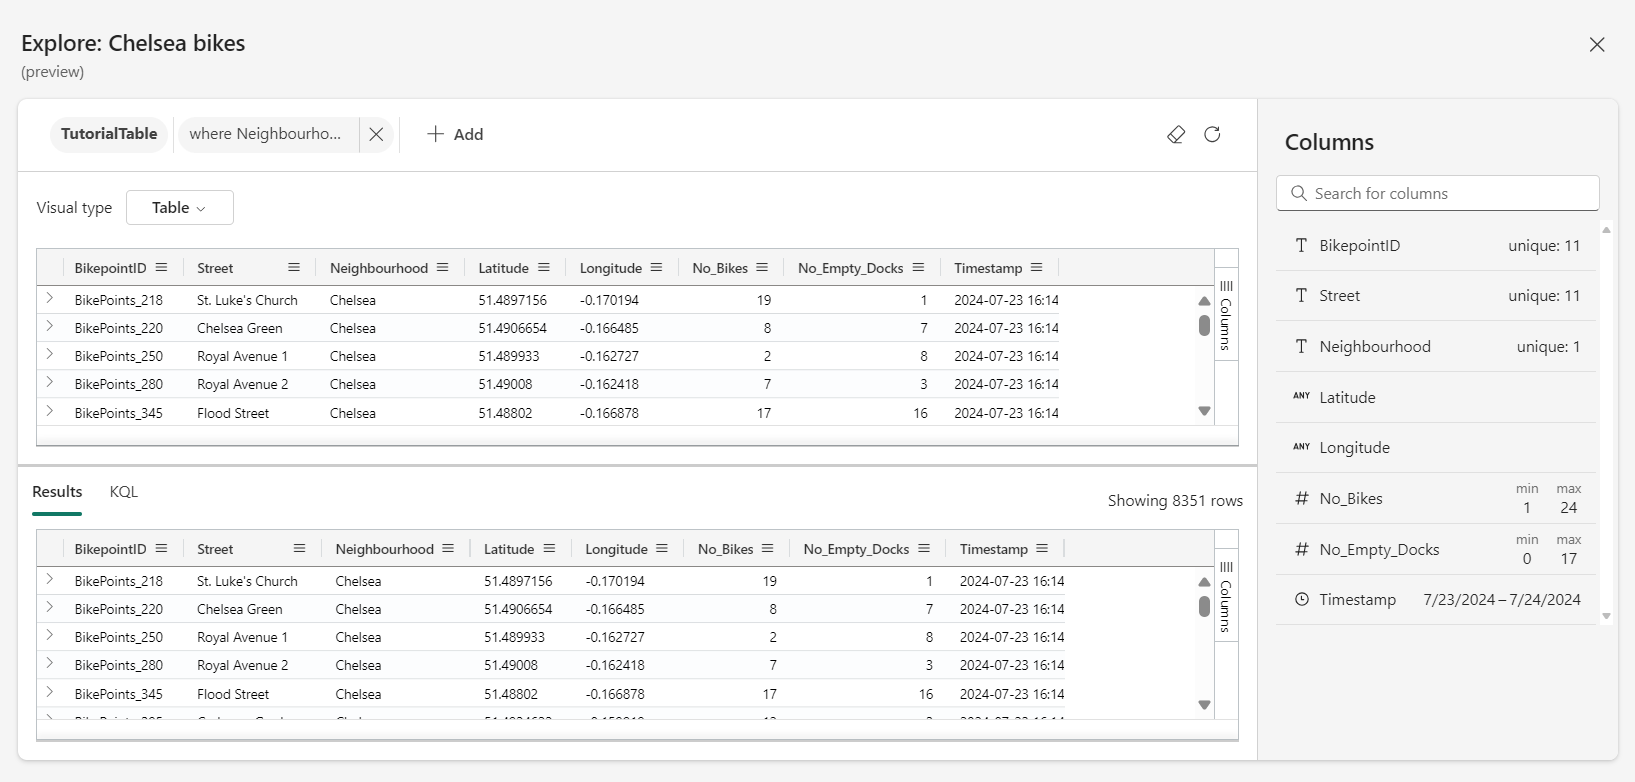 Explore: Chelsea bikes
(preview)
TutorialTable where Neighbourho... Add
Visual type Table
BikepointID Street Neighbourhood Latitude Longitude No_Bikes No_Empty_Docks Timestamp
BikePoints_218 St. Luke's Church Chelsea 51.4897156 -0.170194 19 1 2024-07-23 16:14
BikePoints_220 Chelsea Green Chelsea 51.4906654 -0.166485 8 7 2024-07-23 16:14
BikePoints_250 Royal Avenue 1 Chelsea 51.489933 -0.162727 2 8 2024-07-23 16:14
BikePoints_280 Royal Avenue 2 Chelsea 51.49008 -0.162418 7 3 2024-07-23 16:14
BikePoints_345 Flood Street Chelsea 51.48802 -0.166878 17 16 2024-07-23 16:14
Columns
Results KQL
Showing 8351 rows
BikepointID Street Neighbourhood Latitude Longitude No_Bikes No_Empty_Docks Timestamp
BikePoints_218 St. Luke's Church Chelsea 51.4897156 -0.170194 19 1 2024-07-23 16:14
BikePoints_220 Chelsea Green Chelsea 51.4906654 -0.166485 8 7 2024-07-23 16:14
BikePoints_250 Royal Avenue 1 Chelsea 51.489933 -0.162727 2 8 2024-07-23 16:14
BikePoints_280 Royal Avenue 2 Chelsea 51.49008 -0.162418 7 3 2024-07-23 16:14
BikePoints_345 Flood Street Chelsea 51.48802 -0.166878 17 16 2024-07-23 16:14
Columns
Columns
Search for columns
T BikepointID unique: 11
T Street unique: 11
T Neighbourhood unique: 1
ANY Latitude
ANY Longitude
# No_Bikes min 1 max 24
# No_Empty_Docks min 0 max 17
Timestamp 7/23/2024 – 7/24/2024